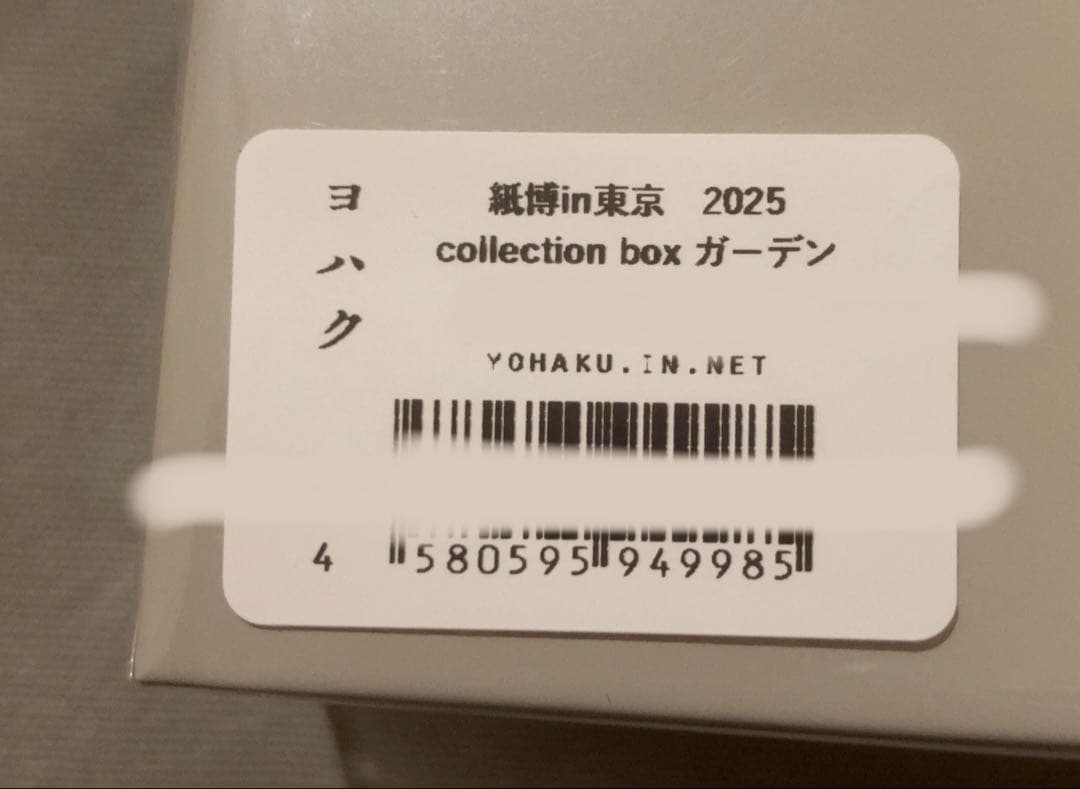 ヨハク
紙博in東京　2025
collection box ガーデン
YOHAKU.IN.NET
4 580595 949985